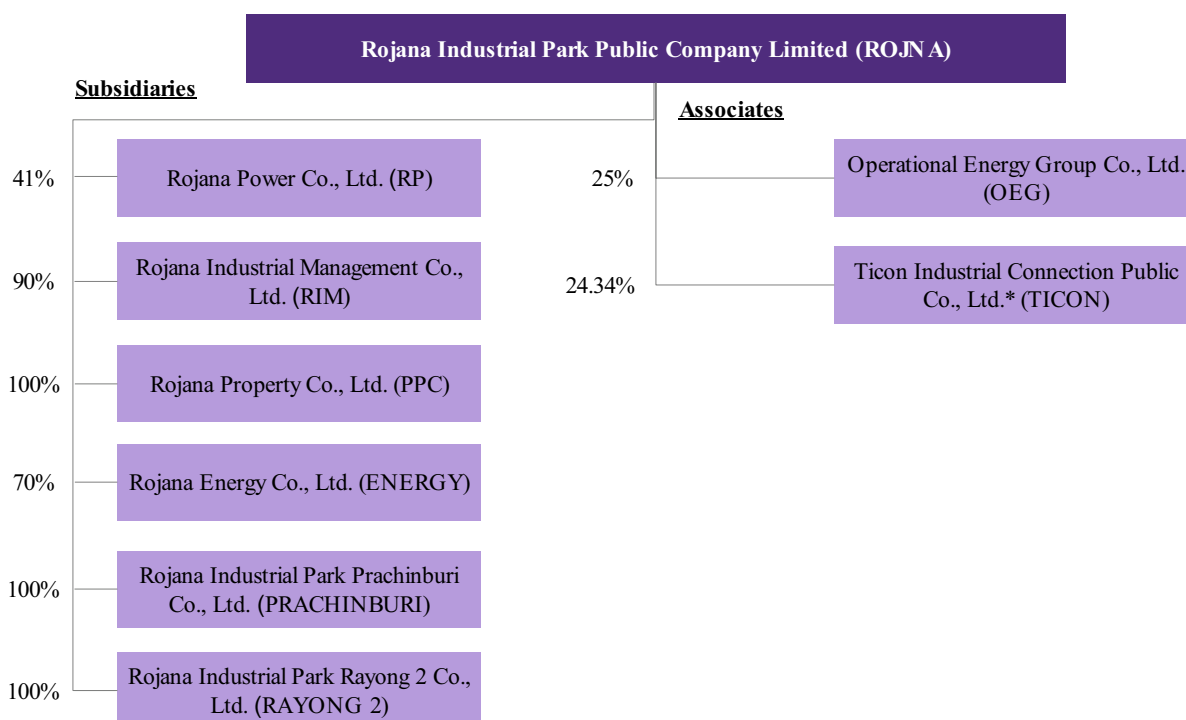 Rojana Industrial Park Public Company Limited (ROJNA)
Subsidiaries
Associates
41%
Rojana Power Co., Ltd. (RP)
25%
Operational Energy Group Co., Ltd.
(OEG)
90%
Rojana Industrial Management Co.,
Ltd. (RIM)
24.34%
Ticon Industrial Connection Public
Co., Ltd.* (TICON)
100%
Rojana Property Co., Ltd. (PPC)
70%
Rojana Energy Co., Ltd. (ENERGY)
100%
Rojana Industrial Park Prachinburi
Co., Ltd. (PRACHINBURI)
100%
Rojana Industrial Park Rayong 2 Co.,
Ltd. (RAYONG 2)